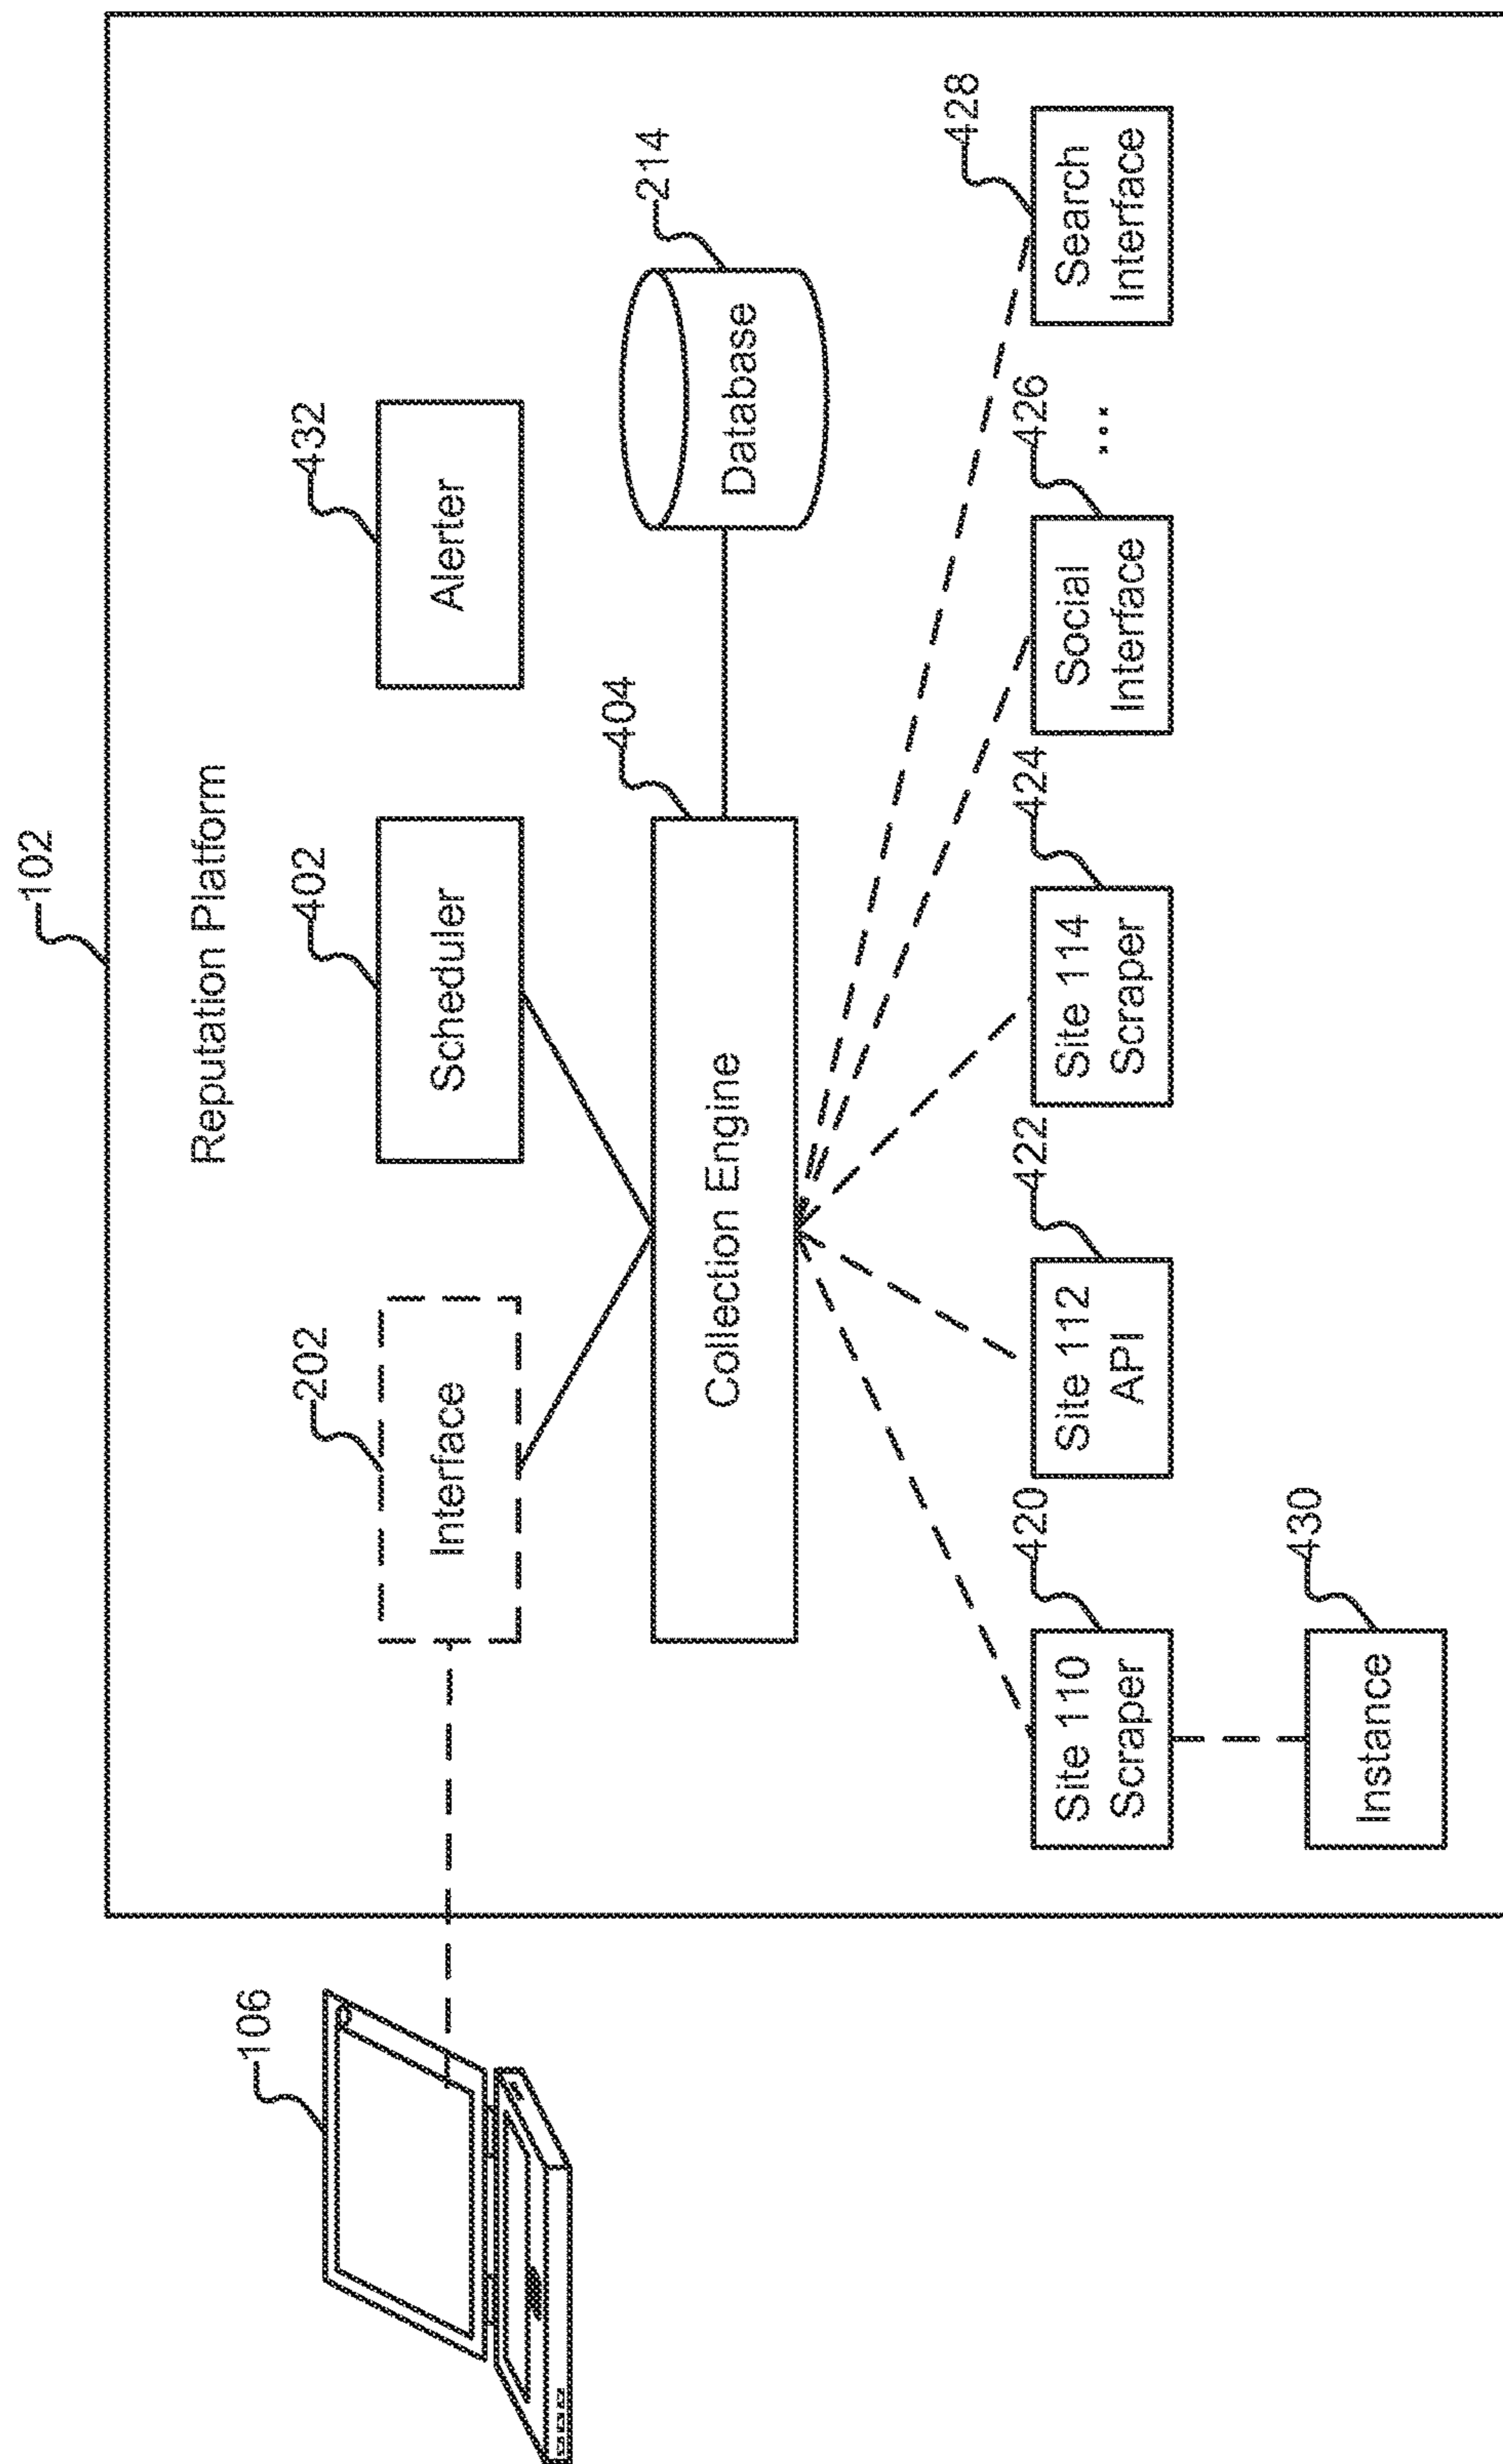 102
Reputation Platform
106
202
Interface
402
Scheduler
432
Alerter
404
Collection Engine
214
Database
420
Site 110
Scraper
422
Site 112
API
424
Site 114
Scraper
426
Social
Interface
...
428
Search
Interface
430
Instance